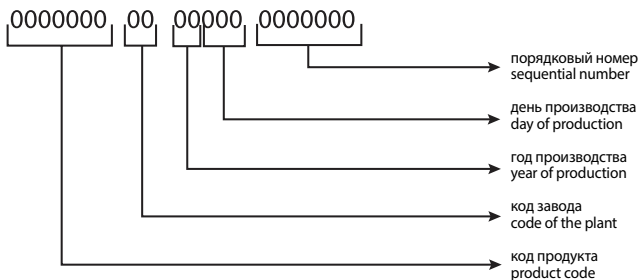 0000000 00 00000 0000000
порядковый номер
sequential number
день производства
day of production
год производства
year of production
код завода
code of the plant
код продукта
product code